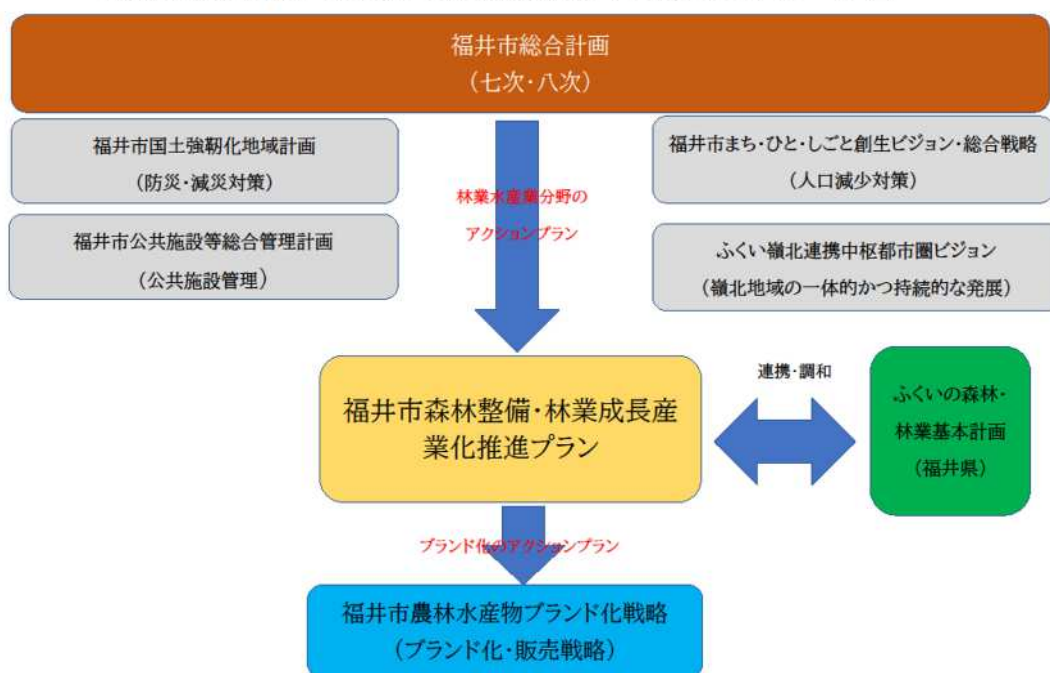 福井市総合計画
（七次・八次）
福井市国土強靭化地域計画
（防災・減災対策）
福井市まち・ひと・しごと創生ビジョン・総合戦略
（人口減少対策）
林業水産業分野の
アクションプラン
福井市公共施設等総合管理計画
（公共施設管理）
ふくい嶺北連携中枢都市圏ビジョン
（嶺北地域の一体的かつ持続的な発展）
福井市森林整備・林業成長産
業化推進プラン
連携・調和
ふくいの森林・
林業基本計画
（福井県）
ブランド化のアクションプラン
福井市農林水産物ブランド化戦略
（ブランド化・販売戦略）